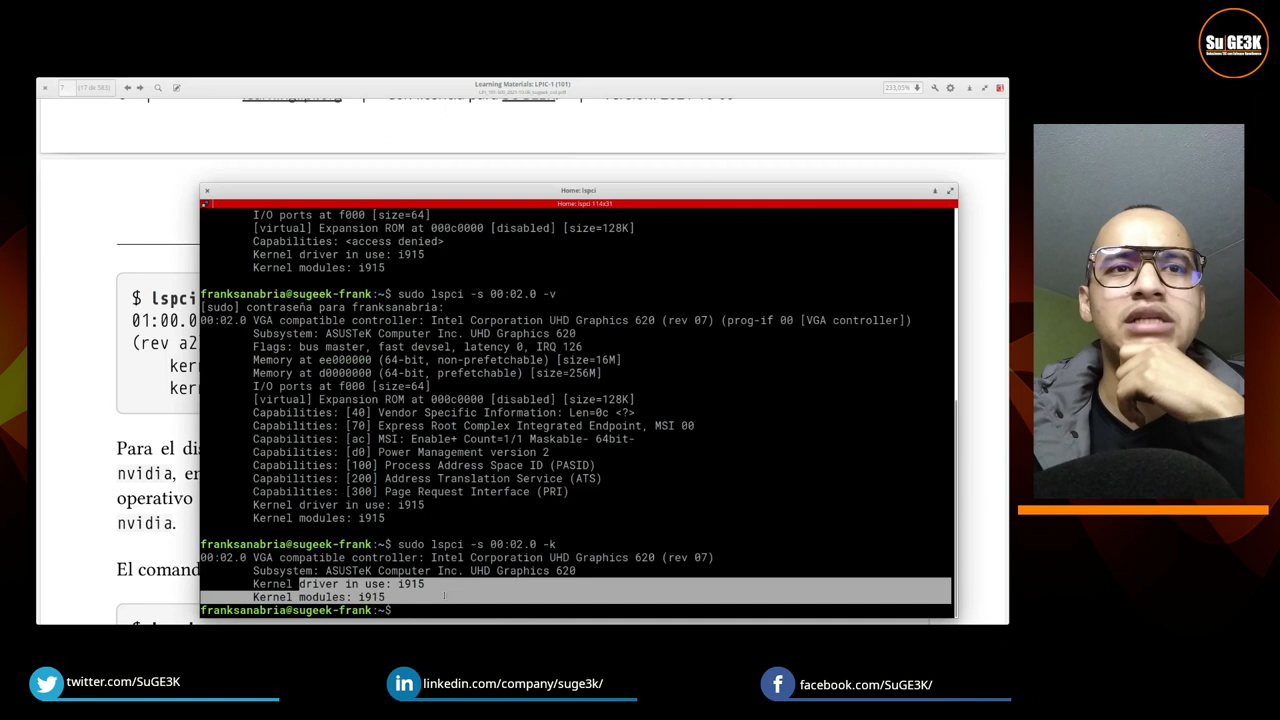 SuGE3K
Learning Materials: LPIC-1 (101)
7 (17 de 583)
233,05%
Home: lspci
Home: lspci 114x31
I/O ports at f000 [size=64]
[virtual] Expansion ROM at 000c0000 [disabled] [size=128K]
Capabilities: <access denied>
Kernel driver in use: i915
Kernel modules: i915
franksanabria@sugeek-frank:~$ sudo lspci -s 00:02.0 -v
[sudo] contraseña para franksanabria:
00:02.0 VGA compatible controller: Intel Corporation UHD Graphics 620 (rev 07) (prog-if 00 [VGA controller])
Subsystem: ASUSTeK Computer Inc. UHD Graphics 620
Flags: bus master, fast devsel, latency 0, IRQ 126
Memory at ee000000 (64-bit, non-prefetchable) [size=16M]
Memory at d0000000 (64-bit, prefetchable) [size=256M]
I/O ports at f000 [size=64]
[virtual] Expansion ROM at 000c0000 [disabled] [size=128K]
Capabilities: [40] Vendor Specific Information: Len=0c <?>
Capabilities: [70] Express Root Complex Integrated Endpoint, MSI 00
Capabilities: [ac] MSI: Enable+ Count=1/1 Maskable- 64bit-
Capabilities: [d0] Power Management version 2
Capabilities: [100] Process Address Space ID (PASID)
Capabilities: [200] Address Translation Service (ATS)
Capabilities: [300] Page Request Interface (PRI)
Kernel driver in use: i915
Kernel modules: i915
franksanabria@sugeek-frank:~$ sudo lspci -s 00:02.0 -k
00:02.0 VGA compatible controller: Intel Corporation UHD Graphics 620 (rev 07)
Subsystem: ASUSTeK Computer Inc. UHD Graphics 620
Kernel driver in use: i915
Kernel modules: i915
franksanabria@sugeek-frank:~$
$ lspci
01:00.0
(rev a2
kern
kern
Para el di
nvidia, en
operativo
nvidia.
El comand
twitter.com/SuGE3K
linkedin.com/company/suge3k/
facebook.com/SuGE3K/